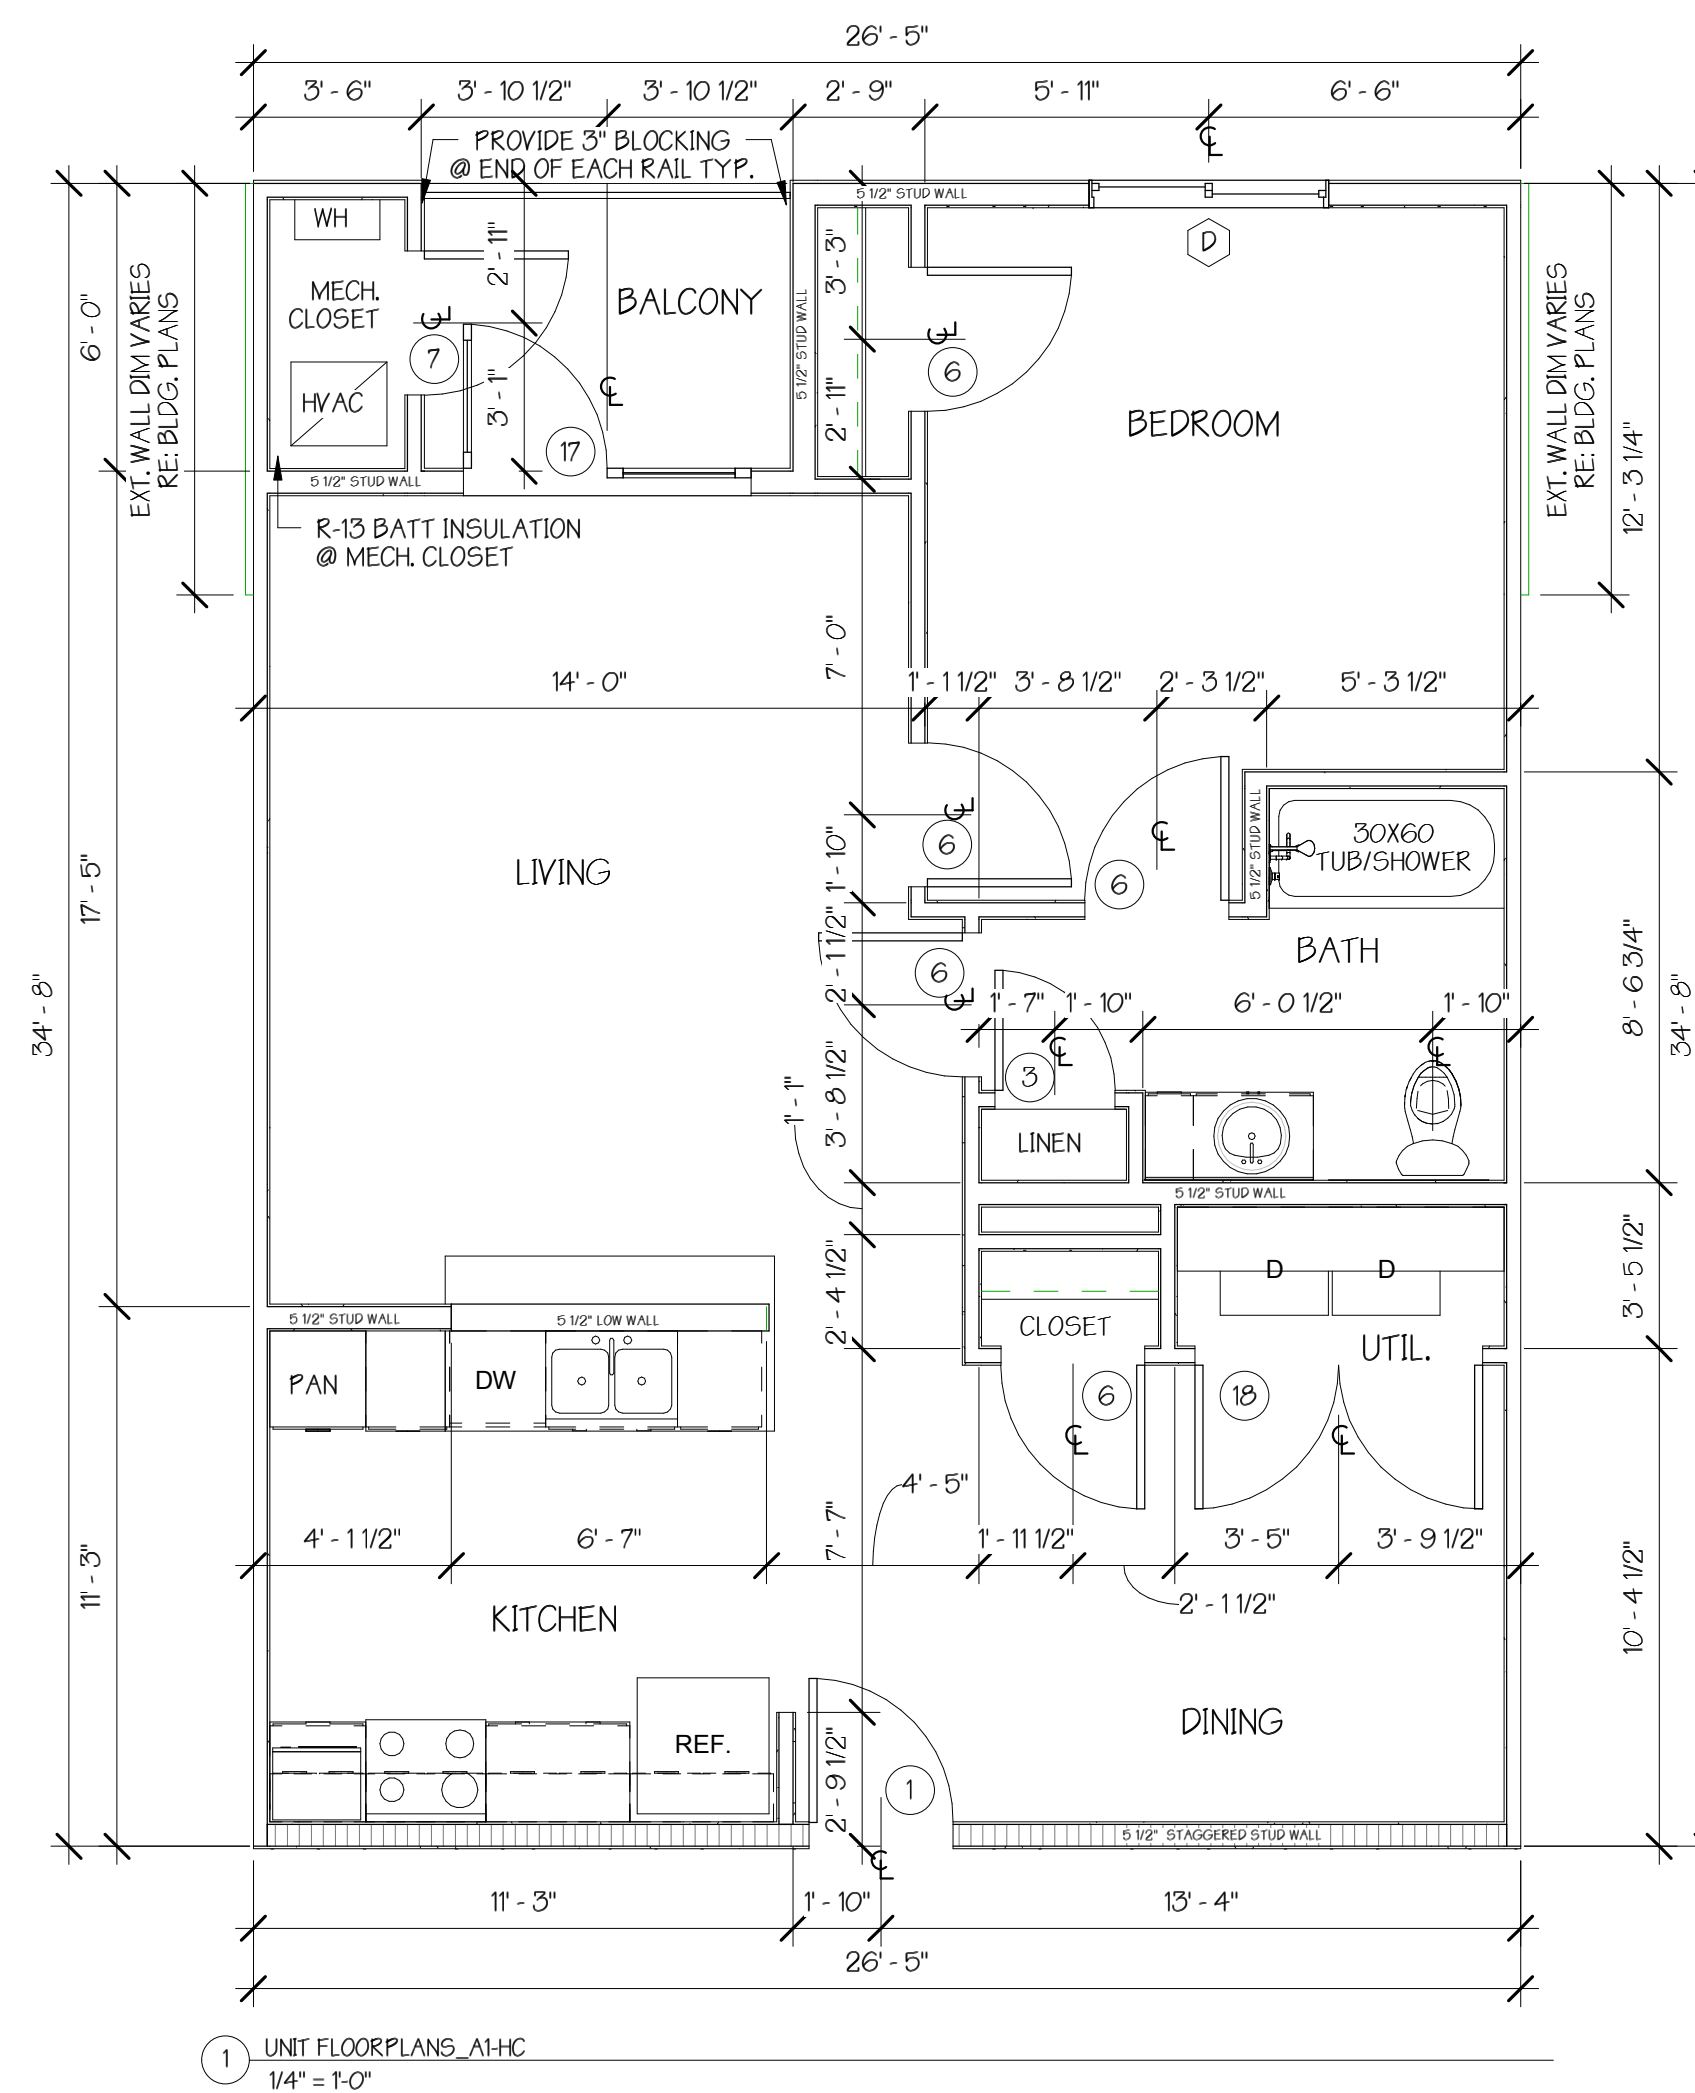 26' - 5"
3' - 6"
3' - 10 1/2"
3' - 10 1/2"
2' - 9"
5' - 11"
6' - 6"
PROVIDE 3" BLOCKING
@ END OF EACH RAIL TYP.
℄
5 1/2" STUD WALL
WH
2' - 11"
3' - 3"
D
MECH.
CLOSET
BALCONY
6' - 0"
EXT. WALL DIM VARIES
RE: BLDG. PLANS
EXT. WALL DIM VARIES
RE: BLDG. PLANS
℄
℄
5 1/2" STUD WALL
7
6
HVAC
3' - 1"
℄
2' - 11"
BEDROOM
17
12' - 3 1/4"
5 1/2" STUD WALL
R-13 BATT INSULATION
@ MECH. CLOSET
7' - 0"
14' - 0"
1' - 1 1/2"
3' - 8 1/2"
2' - 3 1/2"
5' - 3 1/2"
℄
℄
6
6
5 1/2" STUD WALL
30X60
TUB/SHOWER
LIVING
1' - 10"
17' - 5"
2' - 1 1/2"
BATH
6
℄
34' - 8"
8' - 6 3/4"
34' - 8"
1' - 7"
1' - 10"
6' - 0 1/2"
1' - 10"
℄
℄
3
1' - 1"
3' - 8 1/2"
LINEN
5 1/2" STUD WALL
2' - 4 1/2"
3' - 5 1/2"
D
D
5 1/2" STUD WALL
5 1/2" LOW WALL
CLOSET
UTIL.
PAN
DW
6
18
℄
℄
4' - 5"
4' - 1 1/2"
6' - 7"
7' - 7"
1' - 11 1/2"
3' - 5"
3' - 9 1/2"
11' - 3"
2' - 1 1/2"
10' - 4 1/2"
KITCHEN
DINING
REF.
2' - 9 1/2"
1
5 1/2" STAGGERED STUD WALL
℄
11' - 3"
1' - 10"
13' - 4"
26' - 5"
1
UNIT FLOORPLANS_A1-HC
1/4" = 1'-0"